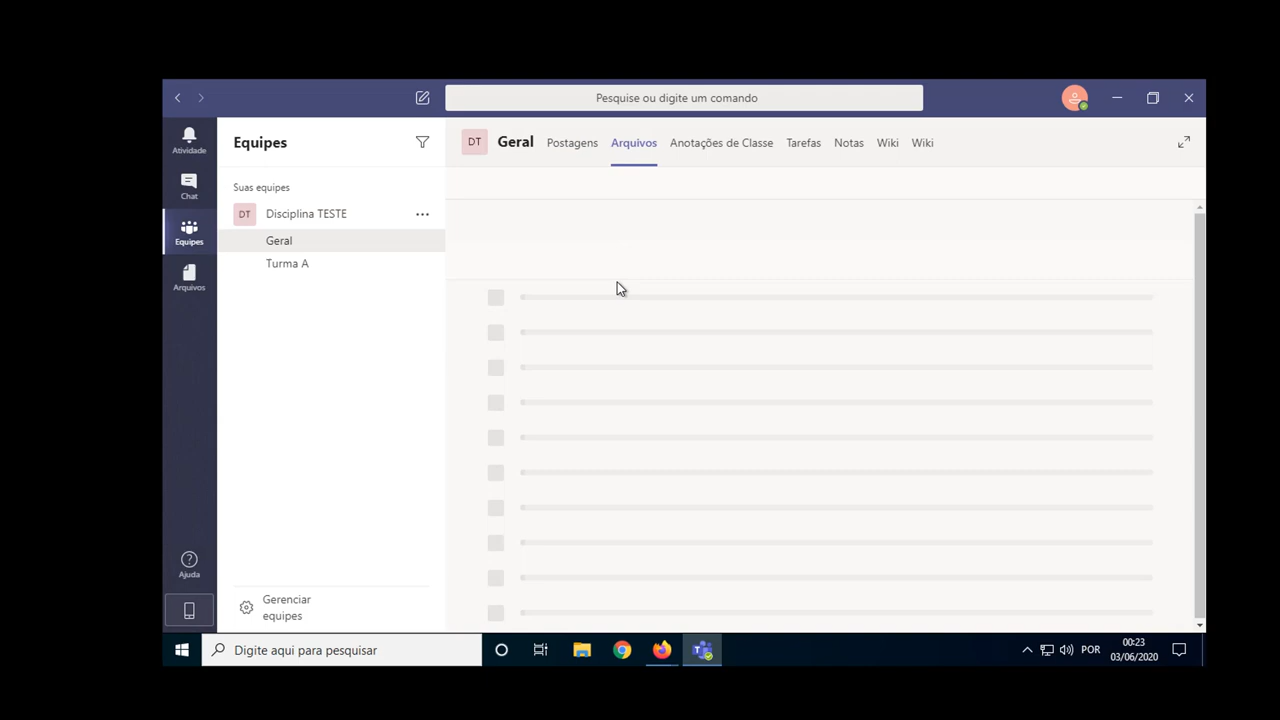 Pesquise ou digite um comando
Atividade
Chat
Equipes
Arquivos
Ajuda
Equipes
Suas equipes
DT Disciplina TESTE ...
Geral
Turma A
Gerenciar
equipes
DT Geral Postagens Arquivos Anotações de Classe Tarefas Notas Wiki Wiki
Digite aqui para pesquisar
POR
00:23
03/06/2020